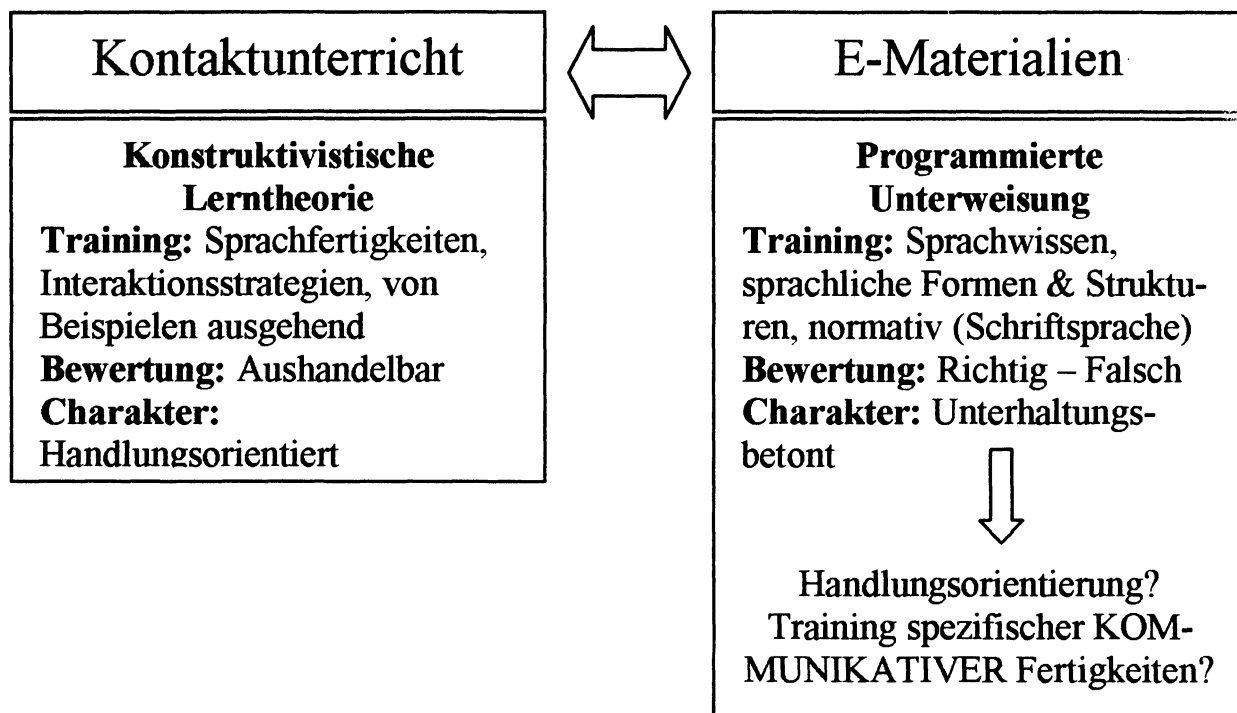 Kontaktunterricht
Konstruktivistische
Lerntheorie
Training: Sprachfertigkeiten,
Interaktionsstrategien, von
Beispielen ausgehend
Bewertung: Aushandelbar
Charakter:
Handlungsorientiert
E-Materialien
Programmierte
Unterweisung
Training: Sprachwissen,
sprachliche Formen & Struktu-
ren, normativ (Schriftsprache)
Bewertung: Richtig – Falsch
Charakter: Unterhaltungs-
betont
Handlungsorientierung?
Training spezifischer KOM-
MUNIKATIVER Fertigkeiten?